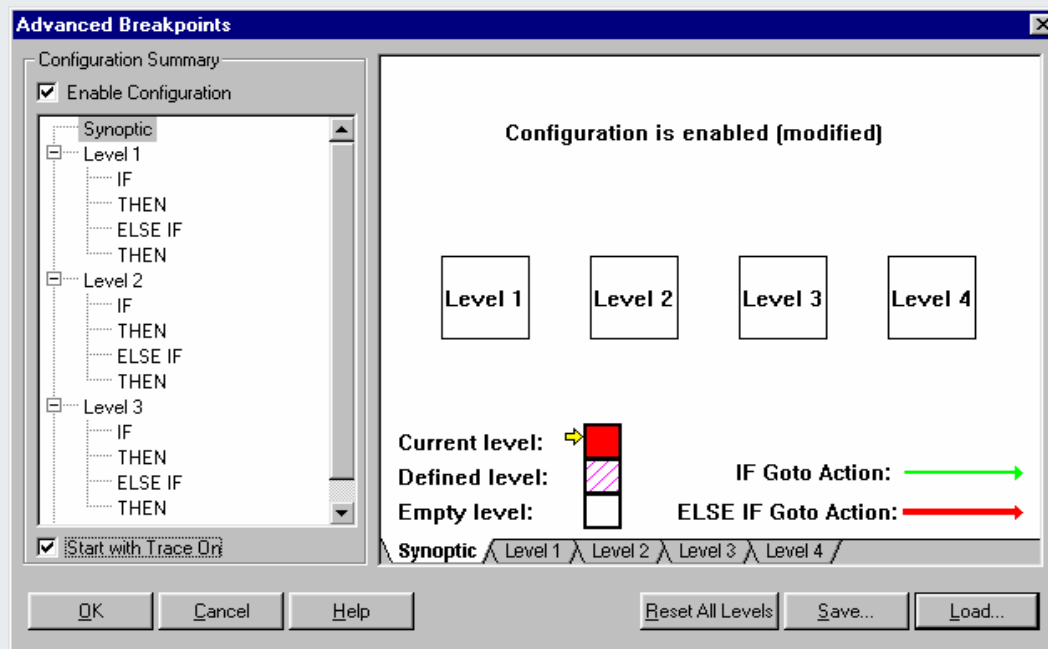 Advanced Breakpoints
Configuration Summary
Enable Configuration
Synoptic
Level 1
IF
THEN
ELSE IF
THEN
Level 2
IF
THEN
ELSE IF
THEN
Level 3
IF
THEN
ELSE IF
THEN
Start with Trace On
Configuration is enabled (modified)
Level 1 Level 2 Level 3 Level 4
Current level:
Defined level:
Empty level:
IF Goto Action:
ELSE IF Goto Action:
Synoptic Level 1 Level 2 Level 3 Level 4
OK Cancel Help Reset All Levels Save... Load...